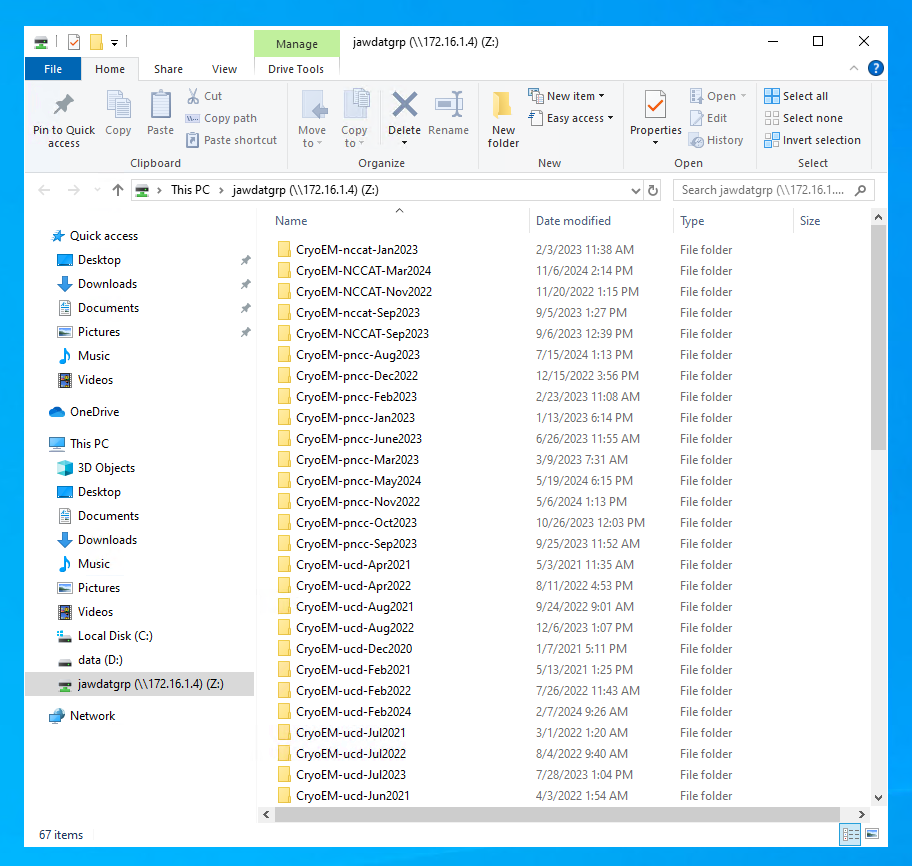 Manage
jawdatgrp (\\172.16.1.4) (Z:)
File
Home
Share
View
Drive Tools
Pin to Quick access
Copy
Paste
Cut
Copy path
Paste shortcut
Clipboard
Move to
Copy to
Delete
Rename
Organize
New folder
New item
Easy access
New
Properties
Open
Edit
History
Open
Select all
Select none
Invert selection
Select
This PC > jawdatgrp (\\172.16.1.4) (Z:)
Search jawdatgrp (\\172.16.1....
Quick access
Desktop
Downloads
Documents
Pictures
Music
Videos
OneDrive
This PC
3D Objects
Desktop
Documents
Downloads
Music
Pictures
Videos
Local Disk (C:)
data (D:)
jawdatgrp (\\172.16.1.4) (Z:)
Network
Name Date modified Type Size
CryoEM-nccat-Jan2023 2/3/2023 11:38 AM File folder
CryoEM-NCCAT-Mar2024 11/6/2024 2:14 PM File folder
CryoEM-NCCAT-Nov2022 11/20/2022 1:15 PM File folder
CryoEM-nccat-Sep2023 9/5/2023 1:27 PM File folder
CryoEM-NCCAT-Sep2023 9/6/2023 12:39 PM File folder
CryoEM-pncc-Aug2023 7/15/2024 1:13 PM File folder
CryoEM-pncc-Dec2022 12/15/2022 3:56 PM File folder
CryoEM-pncc-Feb2023 2/23/2023 11:08 AM File folder
CryoEM-pncc-Jan2023 1/13/2023 6:14 PM File folder
CryoEM-pncc-June2023 6/26/2023 11:55 AM File folder
CryoEM-pncc-Mar2023 3/9/2023 7:31 AM File folder
CryoEM-pncc-May2024 5/19/2024 6:15 PM File folder
CryoEM-pncc-Nov2022 5/6/2024 1:13 PM File folder
CryoEM-pncc-Oct2023 10/26/2023 12:03 PM File folder
CryoEM-pncc-Sep2023 9/25/2023 11:52 AM File folder
CryoEM-ucd-Apr2021 5/3/2021 11:35 AM File folder
CryoEM-ucd-Apr2022 8/11/2022 4:53 PM File folder
CryoEM-ucd-Aug2021 9/24/2022 9:01 AM File folder
CryoEM-ucd-Aug2022 12/6/2023 1:07 PM File folder
CryoEM-ucd-Dec2020 1/7/2021 5:11 PM File folder
CryoEM-ucd-Feb2021 5/13/2021 1:25 PM File folder
CryoEM-ucd-Feb2022 7/26/2022 11:43 AM File folder
CryoEM-ucd-Feb2024 2/7/2024 9:26 AM File folder
CryoEM-ucd-Jul2021 3/1/2022 1:20 AM File folder
CryoEM-ucd-Jul2022 8/4/2022 9:40 AM File folder
CryoEM-ucd-Jul2023 7/28/2023 1:04 PM File folder
CryoEM-ucd-Jun2021 4/3/2022 1:54 AM File folder
67 items